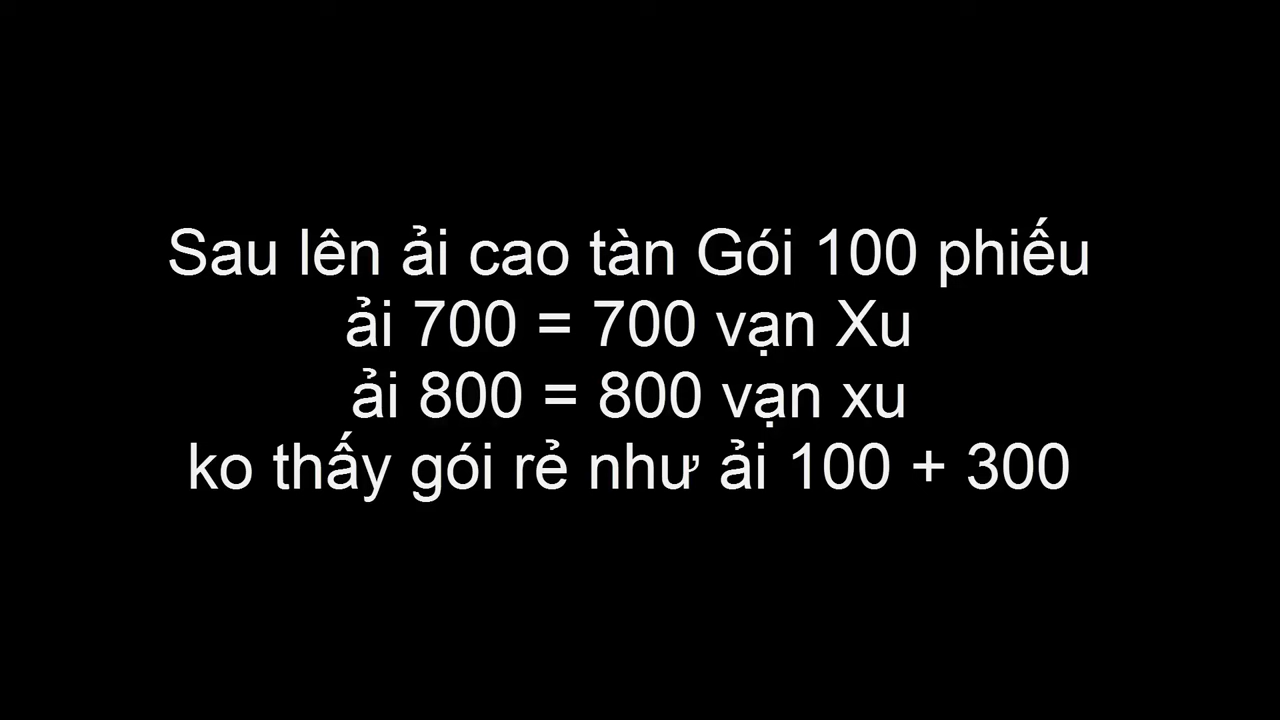 Sau lên ải cao tàn Gói 100 phiếu
ải 700 = 700 vạn Xu
ải 800 = 800 vạn xu
ko thấy gói rẻ như ải 100 + 300